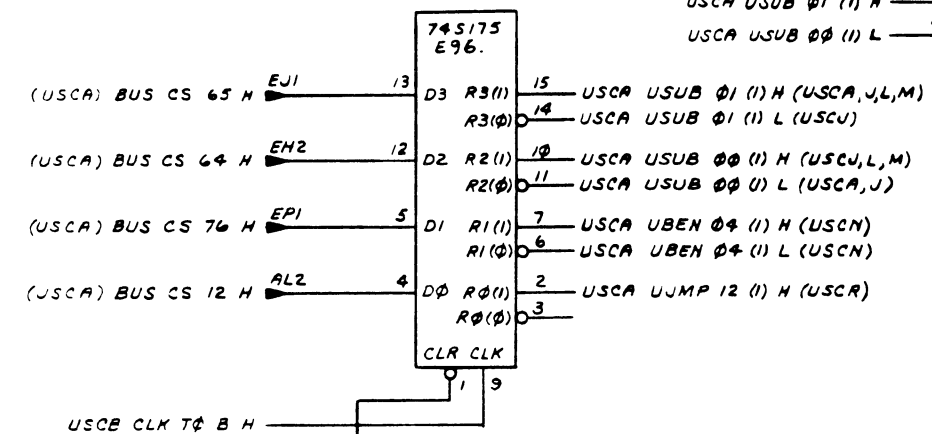 USCA USUB Ø1 (1) H
USCA USUB ØØ (1) L
74S175
E96.
(USCA) BUS CS 65 H EJ1 13 D3 R3(1) 15 USCA USUB Ø1 (1) H (USCA,J,L,M)
R3(Ø) 14 USCA USUB Ø1 (1) L (USCJ)
(USCA) BUS CS 64 H EH2 12 D2 R2(1) 1Ø USCA USUB ØØ (1) H (USCJ,L,M)
R2(Ø) 11 USCA USUB ØØ (1) L (USCA,J)
(USCA) BUS CS 76 H EP1 5 D1 R1(1) 7 USCA UBEN Ø4 (1) H (USCN)
R1(Ø) 6 USCA UBEN Ø4 (1) L (USCN)
(USCA) BUS CS 12 H AL2 4 DØ RØ(1) 2 USCA UJMP 12 (1) H (USCR)
RØ(Ø) 3
CLR CLK
1 9
USCB CLK TØ B H